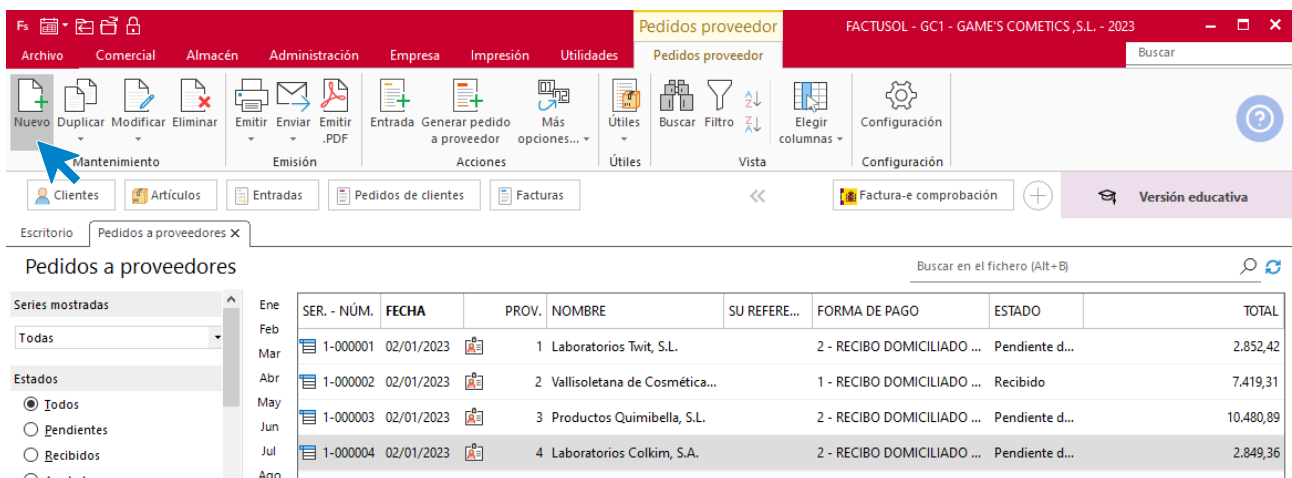 Fs
Pedidos proveedor
FACTUSOL - GC1 - GAME'S COMETICS ,S.L. - 2023
Archivo Comercial Almacén Administración Empresa Impresión Utilidades Pedidos proveedor Buscar
Nuevo Duplicar Modificar Eliminar Emitir Enviar Emitir .PDF Entrada Generar pedido a proveedor Más opciones... Útiles Buscar Filtro Elegir columnas Configuración
Mantenimiento Emisión Acciones Útiles Vista Configuración
Clientes Artículos Entradas Pedidos de clientes Facturas Factura-e comprobación Versión educativa
Escritorio Pedidos a proveedores X
Pedidos a proveedores Buscar en el fichero (Alt+B)
Series mostradas
Todas
Estados
Todos
Pendientes
Recibidos
Ene
Feb
Mar
Abr
May
Jun
Jul
Ago
SER. - NÚM. FECHA PROV. NOMBRE SU REFERE... FORMA DE PAGO ESTADO TOTAL
1-000001 02/01/2023 1 Laboratorios Twit, S.L. 2 - RECIBO DOMICILIADO ... Pendiente d... 2.852,42
1-000002 02/01/2023 2 Vallisoletana de Cosmética... 1 - RECIBO DOMICILIADO ... Recibido 7.419,31
1-000003 02/01/2023 3 Productos Quimibella, S.L. 2 - RECIBO DOMICILIADO ... Pendiente d... 10.480,89
1-000004 02/01/2023 4 Laboratorios Colkim, S.A. 2 - RECIBO DOMICILIADO ... Pendiente d... 2.849,36